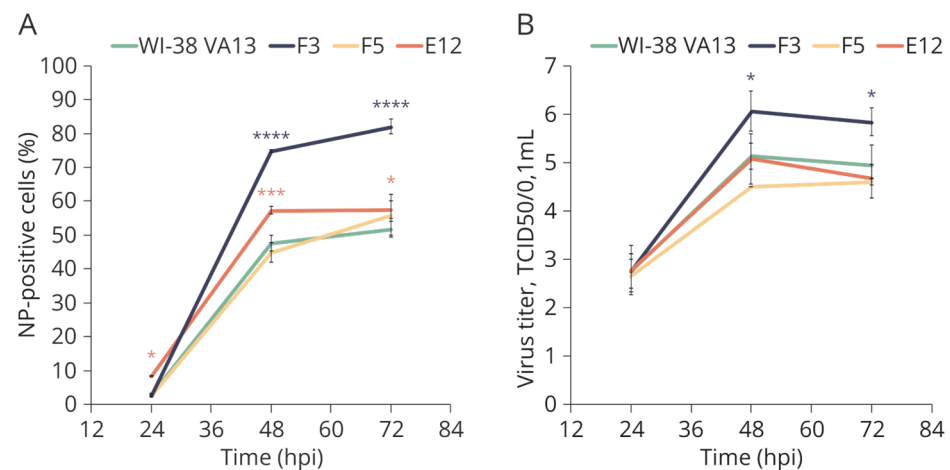 A
WI-38 VA13 F3 F5 E12
NP-positive cells (%)
100
90
80
70
60
50
40
30
20
10
0
****
****
***
*
*
12 24 36 48 60 72 84
Time (hpi)
B
WI-38 VA13 F3 F5 E12
Virus titer, TCID50/0,1mL
7
6
5
4
3
2
1
0
*
*
12 24 36 48 60 72 84
Time (hpi)